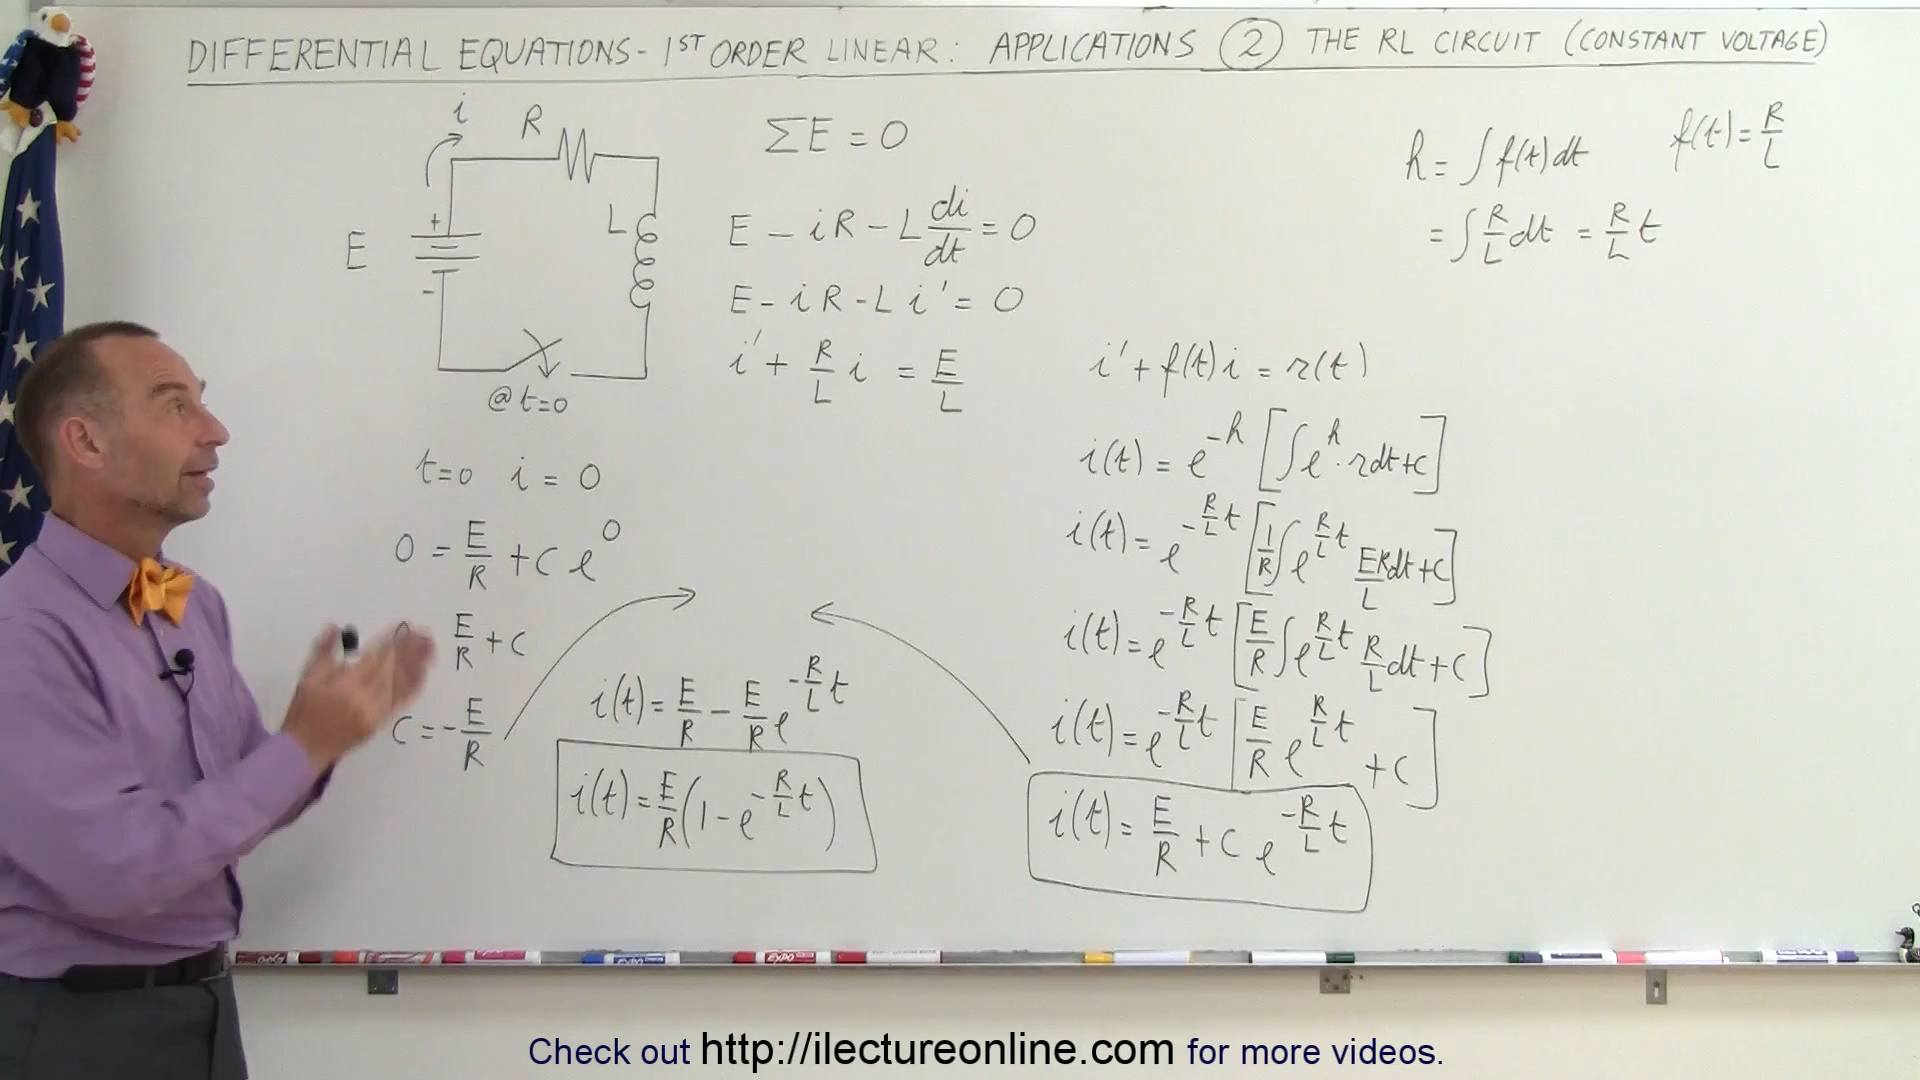 DIFFERENTIAL EQUATIONS - 1ST ORDER LINEAR: APPLICATIONS (2) THE RL CIRCUIT (CONSTANT VOLTAGE)
i
R
E
+
-
L
@ t=0
ΣE = 0
E - iR - L di/dt = 0
E - iR - L i' = 0
i' + R/L i = E/L
t=0 i = 0
0 = E/R + C e^0
0 = E/R + C
C = -E/R
i(t) = E/R - E/R e^(-R/L t)
i(t) = E/R (1 - e^(-R/L t))
h = ∫ f(t) dt f(t) = R/L
= ∫ R/L dt = R/L t
i' + f(t) i = r(t)
i(t) = e^(-h) [∫ e^h · r dt + C]
i(t) = e^(-R/L t) [1/R ∫ e^(R/L t) ER/L dt + C]
i(t) = e^(-R/L t) [E/R ∫ e^(R/L t) R/L dt + C]
i(t) = e^(-R/L t) [E/R e^(R/L t) + C]
i(t) = E/R + C e^(-R/L t)
EXPO
Check out http://ilectureonline.com for more videos.